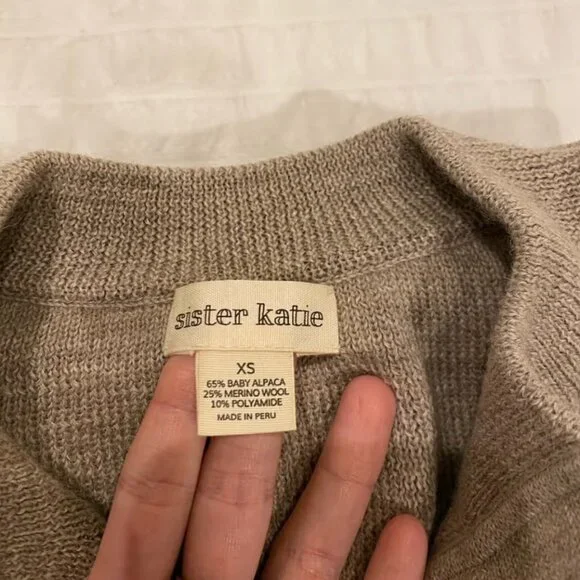 sister katie
XS
65% BABY ALPACA
25% MERINO WOOL
10% POLYAMIDE
MADE IN PERU